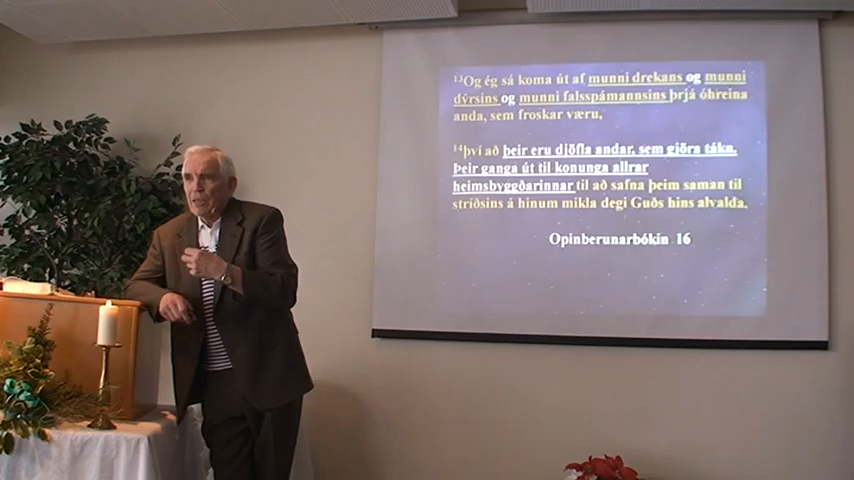 13Og ég sá koma út af munni drekans og munni
dýrsins og munni falsspámannsins þrjá óhreina
anda, sem froskar væru,
14því að þeir eru djöfla andar, sem gjöra tákn.
Þeir ganga út til konunga allrar
heimsbyggðarinnar til að safna þeim saman til
stríðsins á hinum mikla degi Guðs hins alvalda.
Opinberunarbókin 16